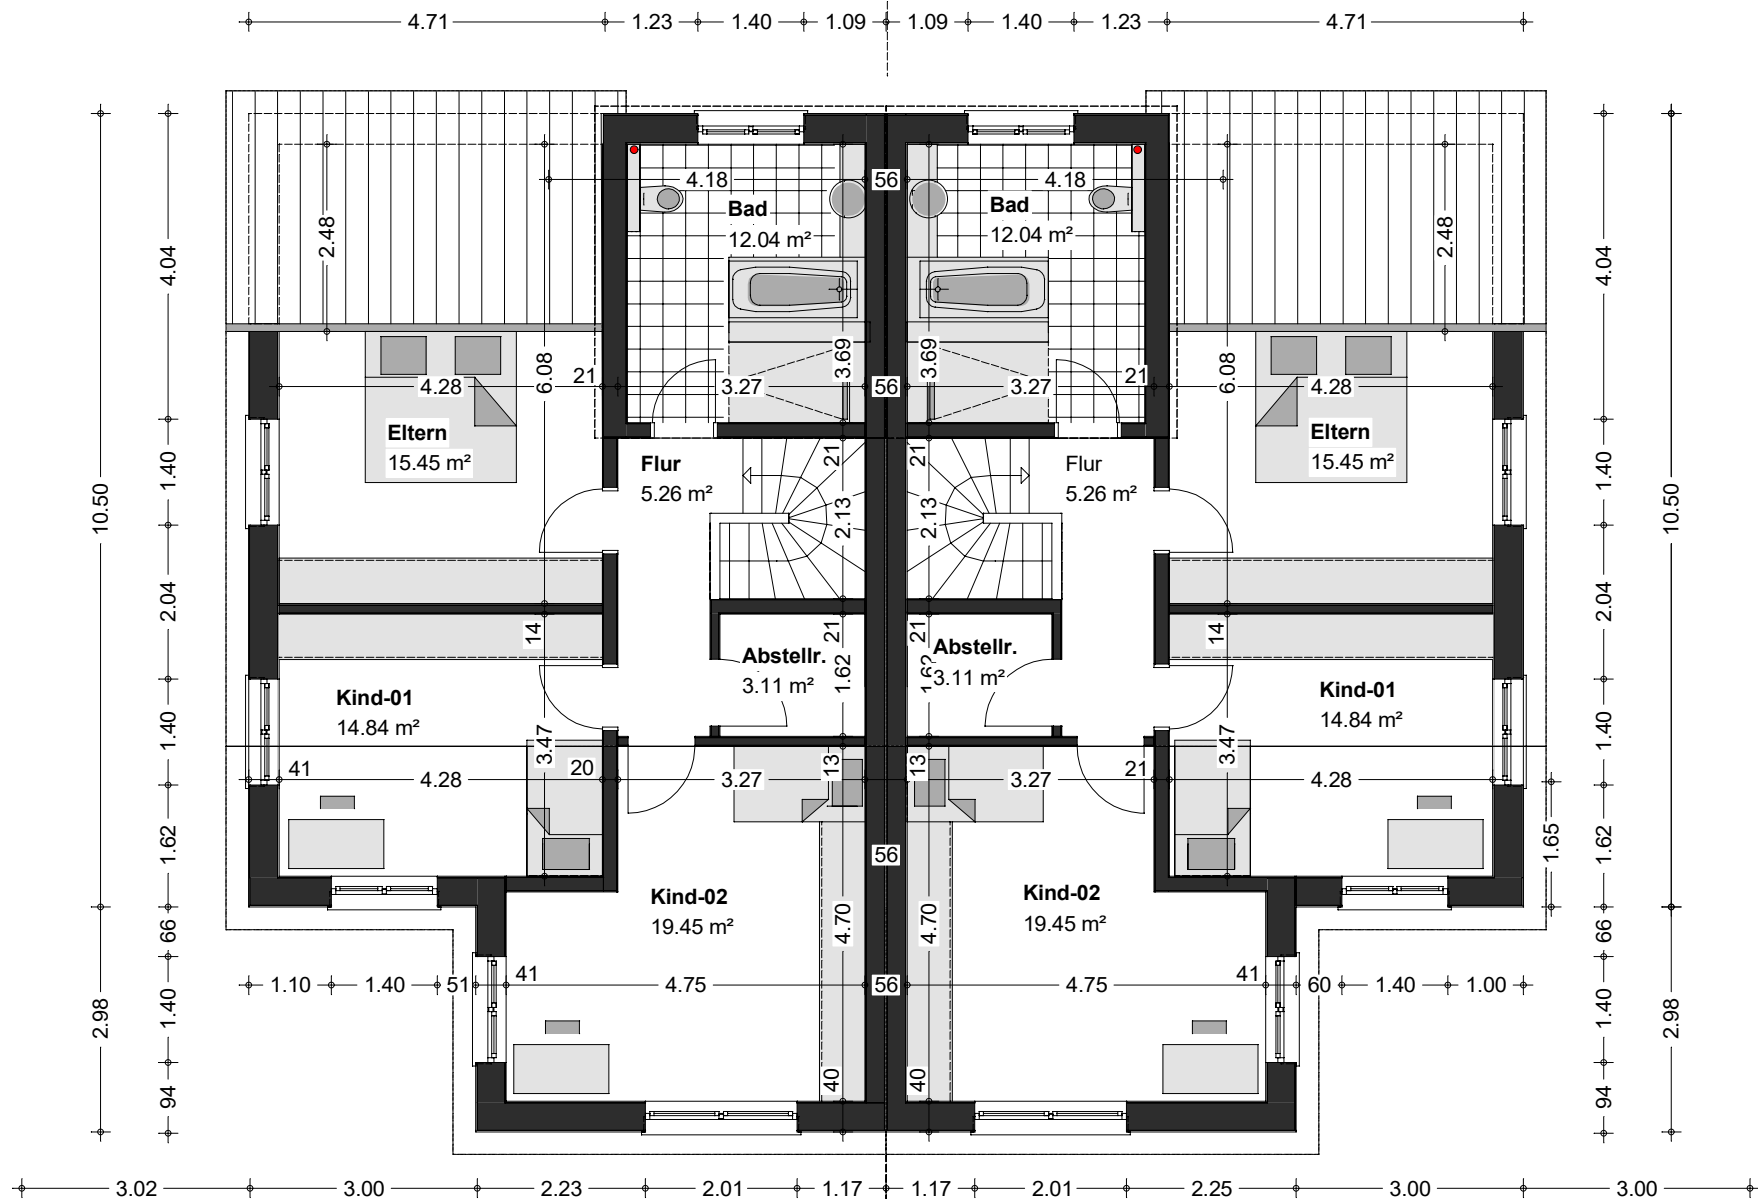 4.71 1.23 1.40 1.09 1.09 1.40 1.23 4.71
4.18 56 4.18
Bad
12.04 m²
Bad
12.04 m²
2.48 2.48
4.04 4.04
3.69 3.69
6.08 6.08
4.28 21 3.27 56 3.27 21 4.28
Eltern
15.45 m²
Eltern
15.45 m²
Flur
5.26 m²
Flur
5.26 m²
21 21
10.50 1.40 1.40 10.50
2.13 2.13
2.04 2.04
14 21 21 14
Abstellr.
3.11 m²
Abstellr.
3.11 m²
1.62 1.62
Kind-01
14.84 m²
Kind-01
14.84 m²
1.40 3.47 3.47 1.40
41 4.28 20 3.27 13 13 3.27 21 4.28
1.62 1.65 1.62
56
Kind-02
19.45 m²
Kind-02
19.45 m²
66 4.70 4.70 66
1.10 1.40 51 41 4.75 56 4.75 41 60 1.40 1.00
2.98 1.40 1.40 2.98
94 40 40 94
3.02 3.00 2.23 2.01 1.17 1.17 2.01 2.25 3.00 3.00